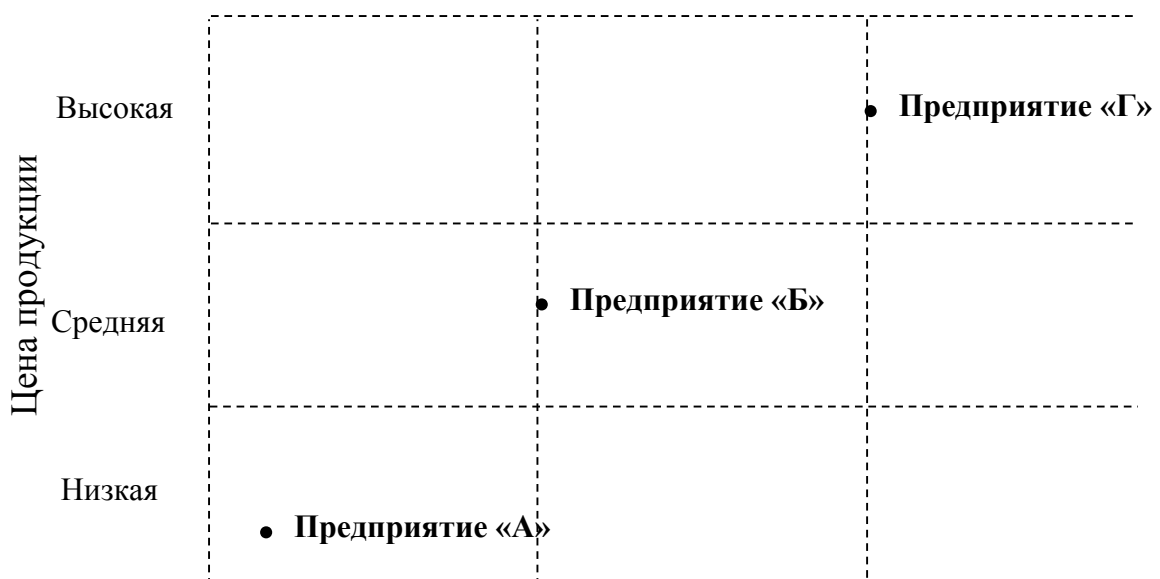 Цена продукции
Высокая
• Предприятие «Г»
Средняя
• Предприятие «Б»
Низкая
• Предприятие «А»